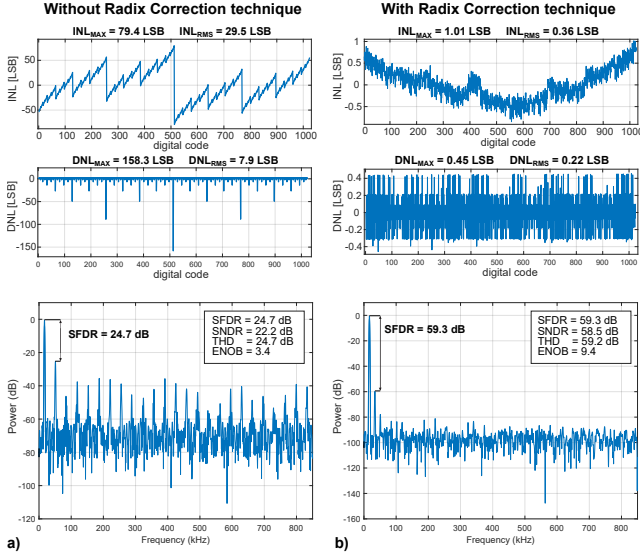 Without Radix Correction technique
INL_MAX = 79.4 LSB INL_RMS = 29.5 LSB
INL [LSB]
50
0
-50
0 100 200 300 400 500 600 700 800 900 1000
digital code
DNL_MAX = 158.3 LSB DNL_RMS = 7.9 LSB
DNL [LSB]
0
-50
-100
-150
0 100 200 300 400 500 600 700 800 900 1000
digital code
SFDR = 24.7 dB
SFDR = 24.7 dB
SNDR = 22.2 dB
THD = 24.7 dB
ENOB = 3.4
Power (dB)
0
-20
-40
-60
-80
-100
-120
0 100 200 300 400 500 600 700 800
Frequency (kHz)
a)
With Radix Correction technique
INL_MAX = 1.01 LSB INL_RMS = 0.36 LSB
INL [LSB]
1
0.5
0
-0.5
0 100 200 300 400 500 600 700 800 900 1000
digital code
DNL_MAX = 0.45 LSB DNL_RMS = 0.22 LSB
DNL [LSB]
0.4
0.2
0
-0.2
-0.4
0 100 200 300 400 500 600 700 800 900 1000
digital code
SFDR = 59.3 dB
SFDR = 59.3 dB
SNDR = 58.5 dB
THD = 59.2 dB
ENOB = 9.4
Power (dB)
0
-20
-40
-60
-80
-100
-120
-140
-160
0 100 200 300 400 500 600 700 800
Frequency (kHz)
b)